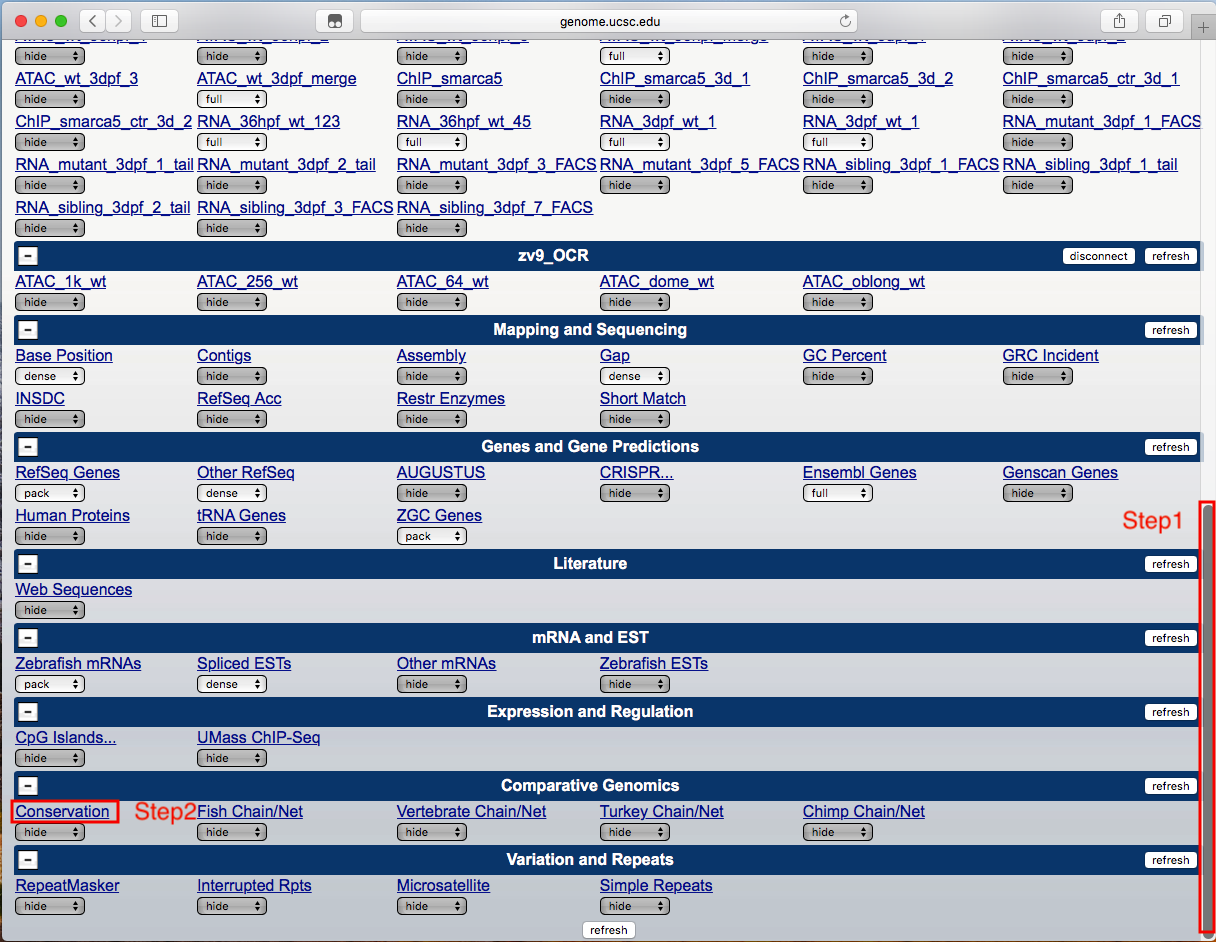 genome.ucsc.edu
hide hide hide full hide hide
ATAC_wt_3dpf_3 ATAC_wt_3dpf_merge ChIP_smarca5 ChIP_smarca5_3d_1 ChIP_smarca5_3d_2 ChIP_smarca5_ctr_3d_1
hide full hide hide hide hide
ChIP_smarca5_ctr_3d_2 RNA_36hpf_wt_123 RNA_36hpf_wt_45 RNA_3dpf_wt_1 RNA_3dpf_wt_1 RNA_mutant_3dpf_1_FACS
hide full full full full hide
RNA_mutant_3dpf_1_tail RNA_mutant_3dpf_2_tail RNA_mutant_3dpf_3_FACS RNA_mutant_3dpf_5_FACS RNA_sibling_3dpf_1_FACS RNA_sibling_3dpf_1_tail
hide hide hide hide hide hide
RNA_sibling_3dpf_2_tail RNA_sibling_3dpf_3_FACS RNA_sibling_3dpf_7_FACS
hide hide hide
- zv9_OCR disconnect refresh
ATAC_1k_wt ATAC_256_wt ATAC_64_wt ATAC_dome_wt ATAC_oblong_wt
hide hide hide hide hide
- Mapping and Sequencing refresh
Base Position Contigs Assembly Gap GC Percent GRC Incident
dense hide hide dense hide hide
INSDC RefSeq Acc Restr Enzymes Short Match
hide hide hide hide
- Genes and Gene Predictions refresh
RefSeq Genes Other RefSeq AUGUSTUS CRISPR... Ensembl Genes Genscan Genes
pack dense hide hide full hide
Human Proteins tRNA Genes ZGC Genes Step1
hide hide pack
- Literature refresh
Web Sequences
hide
- mRNA and EST refresh
Zebrafish mRNAs Spliced ESTs Other mRNAs Zebrafish ESTs
pack dense hide hide
- Expression and Regulation refresh
CpG Islands... UMass ChIP-Seq
hide hide
- Comparative Genomics refresh
Conservation Step2 Fish Chain/Net Vertebrate Chain/Net Turkey Chain/Net Chimp Chain/Net
hide hide hide hide hide
- Variation and Repeats refresh
RepeatMasker Interrupted Rpts Microsatellite Simple Repeats
hide hide hide hide
refresh